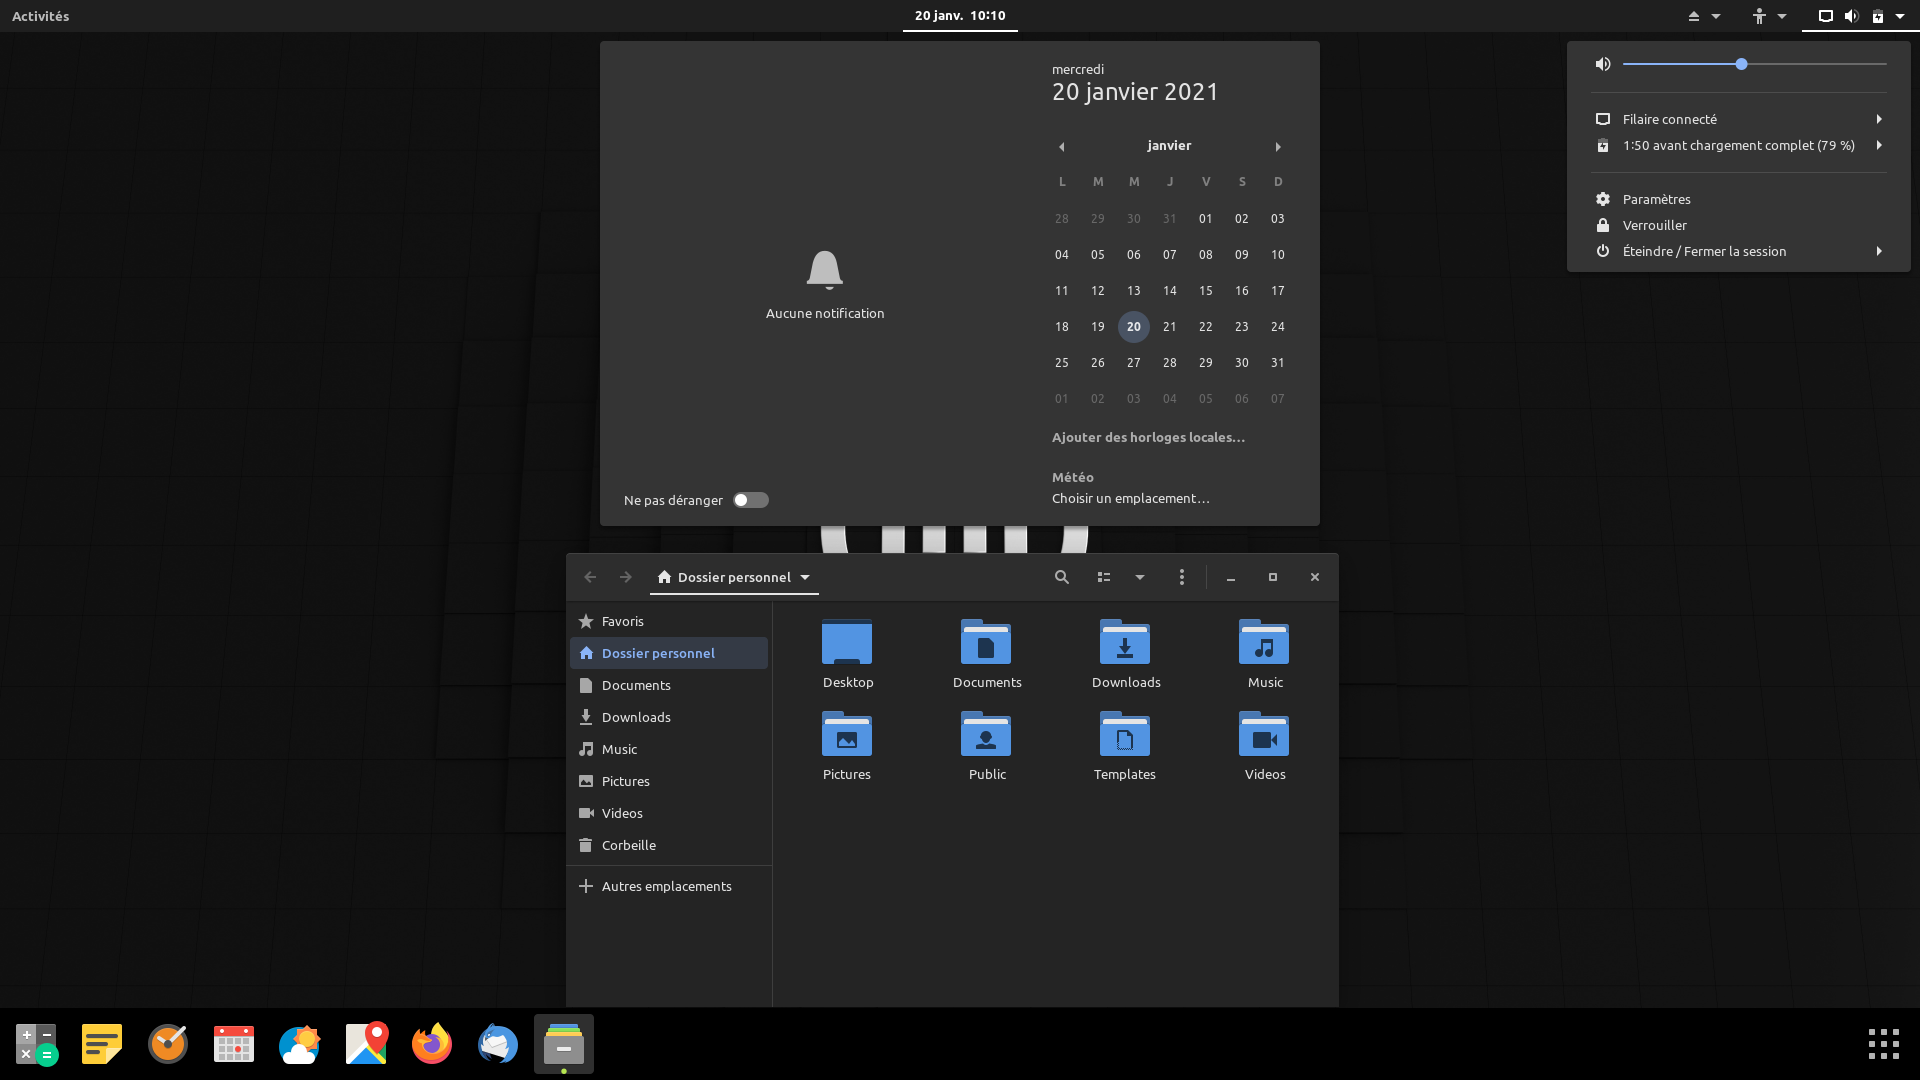 Activités
20 janv. 10:10
mercredi
20 janvier 2021
janvier
L M M J V S D
28 29 30 31 01 02 03
04 05 06 07 08 09 10
11 12 13 14 15 16 17
18 19 20 21 22 23 24
25 26 27 28 29 30 31
01 02 03 04 05 06 07
Ajouter des horloges locales…
Météo
Choisir un emplacement…
Aucune notification
Ne pas déranger
Filaire connecté
1:50 avant chargement complet (79 %)
Paramètres
Verrouiller
Éteindre / Fermer la session
Dossier personnel
Favoris
Dossier personnel
Documents
Downloads
Music
Pictures
Videos
Corbeille
Autres emplacements
Desktop
Documents
Downloads
Music
Pictures
Public
Templates
Videos